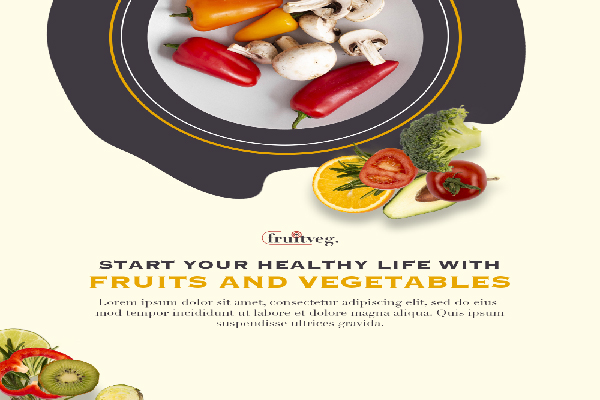 fruitveg.
START YOUR HEALTHY LIFE WITH
FRUITS AND VEGETABLES
Lorem ipsum dolor sit amet, consectetur adipiscing elit, sed do eius
mod tempor incididunt ut labore et dolore magna aliqua. Quis ipsum
suspendisse ultrices gravida.